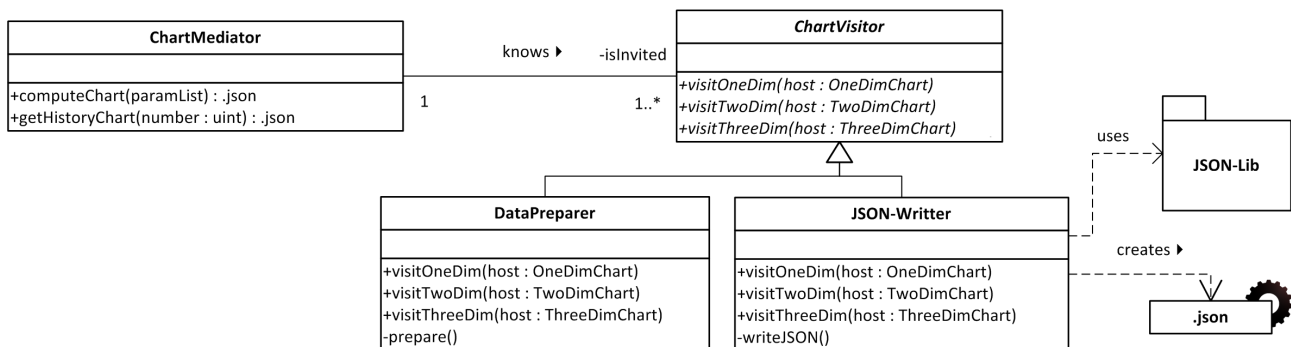 ChartMediator
+computeChart(paramList) : .json
+getHistoryChart(number : uint) : .json
knows
-isInvited
1
1..*
ChartVisitor
+visitOneDim(host : OneDimChart)
+visitTwoDim(host : TwoDimChart)
+visitThreeDim(host : ThreeDimChart)
DataPreparer
+visitOneDim(host : OneDimChart)
+visitTwoDim(host : TwoDimChart)
+visitThreeDim(host : ThreeDimChart)
-prepare()
JSON-Writter
+visitOneDim(host : OneDimChart)
+visitTwoDim(host : TwoDimChart)
+visitThreeDim(host : ThreeDimChart)
-writeJSON()
uses
JSON-Lib
creates
.json